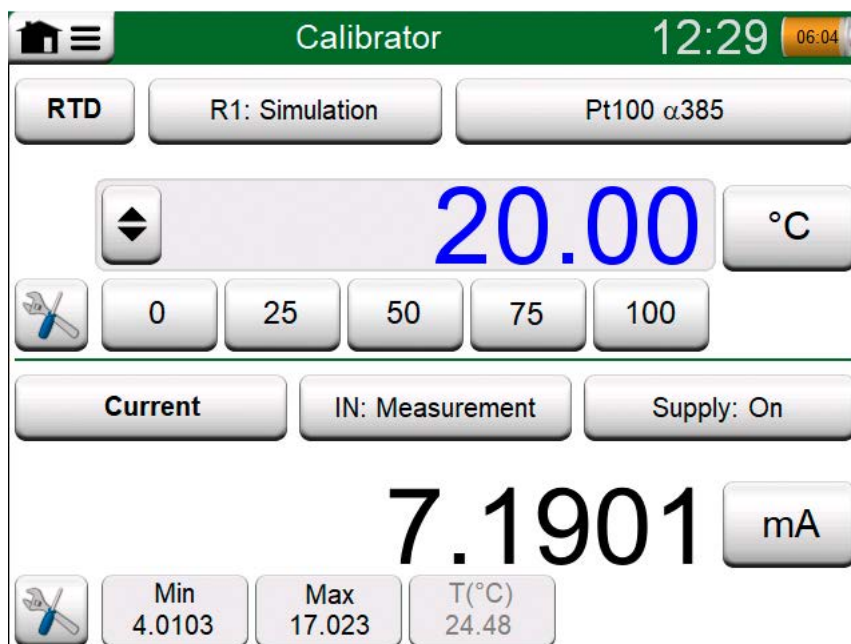 Calibrator 12:29 06:04
RTD R1: Simulation Pt100 α385
20.00 °C
0 25 50 75 100
Current IN: Measurement Supply: On
7.1901 mA
Min Max T(°C)
4.0103 17.023 24.48